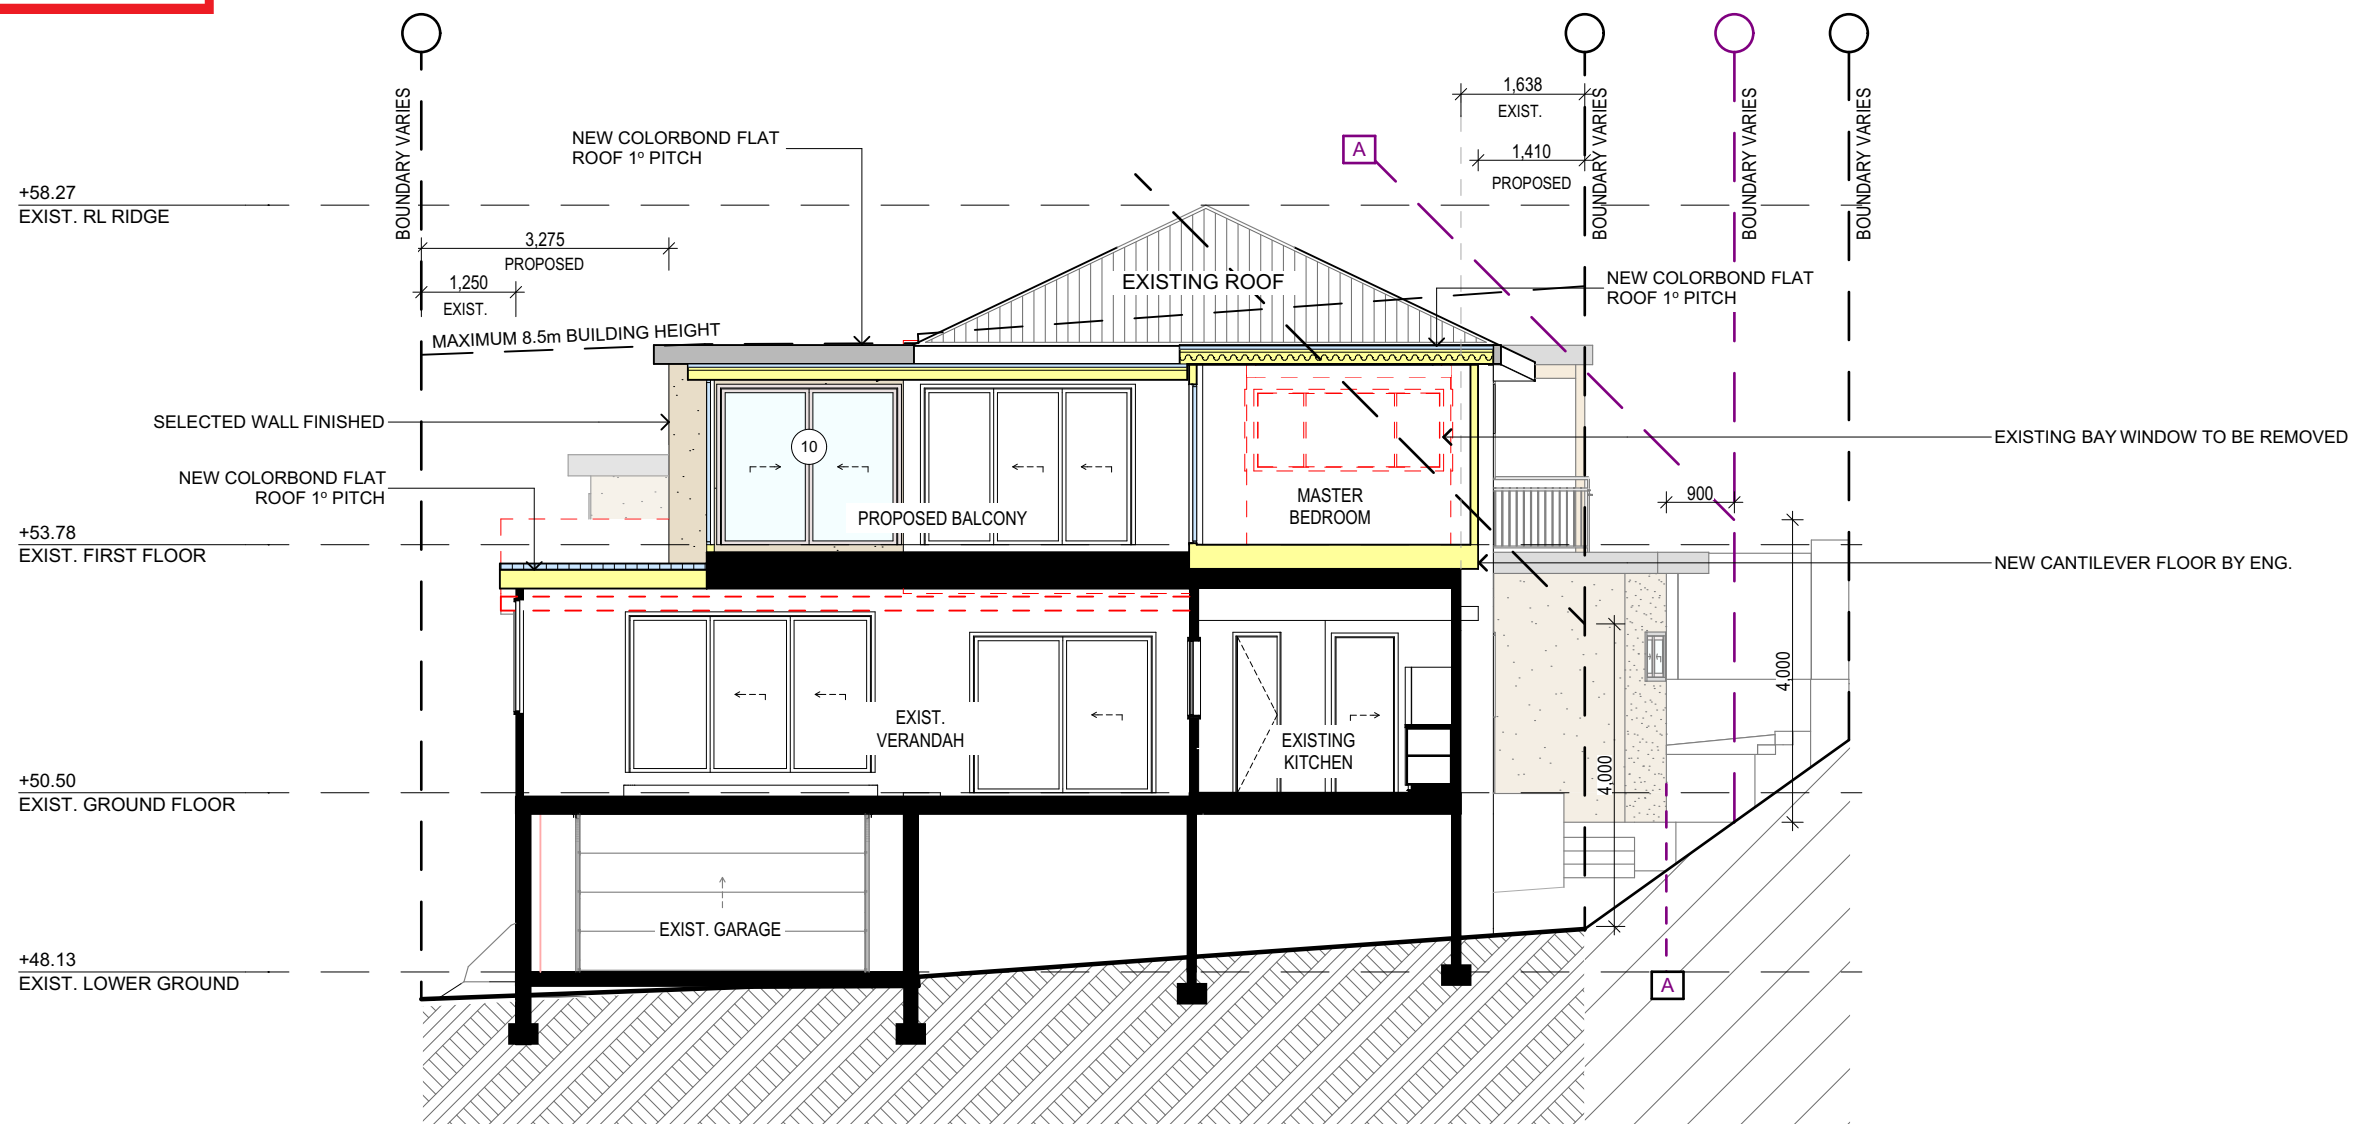 1,638
EXIST.
BOUNDARY VARIES
BOUNDARY VARIES
BOUNDARY VARIES
BOUNDARY VARIES
NEW COLORBOND FLAT
ROOF 1º PITCH
A
1,410
PROPOSED
+58.27
EXIST. RL RIDGE
3,275
PROPOSED
1,250
EXIST.
EXISTING ROOF
NEW COLORBOND FLAT
ROOF 1º PITCH
MAXIMUM 8.5m BUILDING HEIGHT
SELECTED WALL FINISHED
10
EXISTING BAY WINDOW TO BE REMOVED
NEW COLORBOND FLAT
ROOF 1º PITCH
MASTER
BEDROOM
900
PROPOSED BALCONY
+53.78
EXIST. FIRST FLOOR
NEW CANTILEVER FLOOR BY ENG.
4,000
EXIST.
VERANDAH
EXISTING
KITCHEN
4,000
+50.50
EXIST. GROUND FLOOR
EXIST. GARAGE
+48.13
EXIST. LOWER GROUND
A